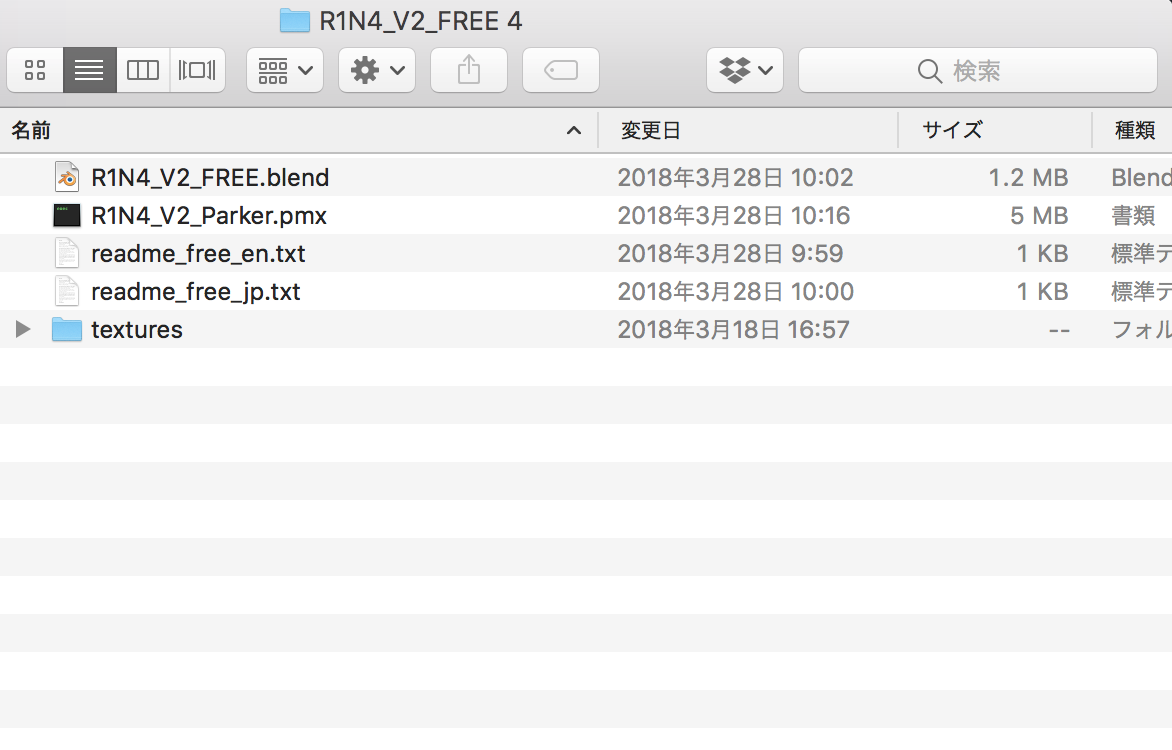 R1N4_V2_FREE 4
検索
名前 変更日 サイズ 種類
R1N4_V2_FREE.blend 2018年3月28日 10:02 1.2 MB Blend
R1N4_V2_Parker.pmx 2018年3月28日 10:16 5 MB 書類
readme_free_en.txt 2018年3月28日 9:59 1 KB 標準テ
readme_free_jp.txt 2018年3月28日 10:00 1 KB 標準テ
textures 2018年3月18日 16:57 -- フォル